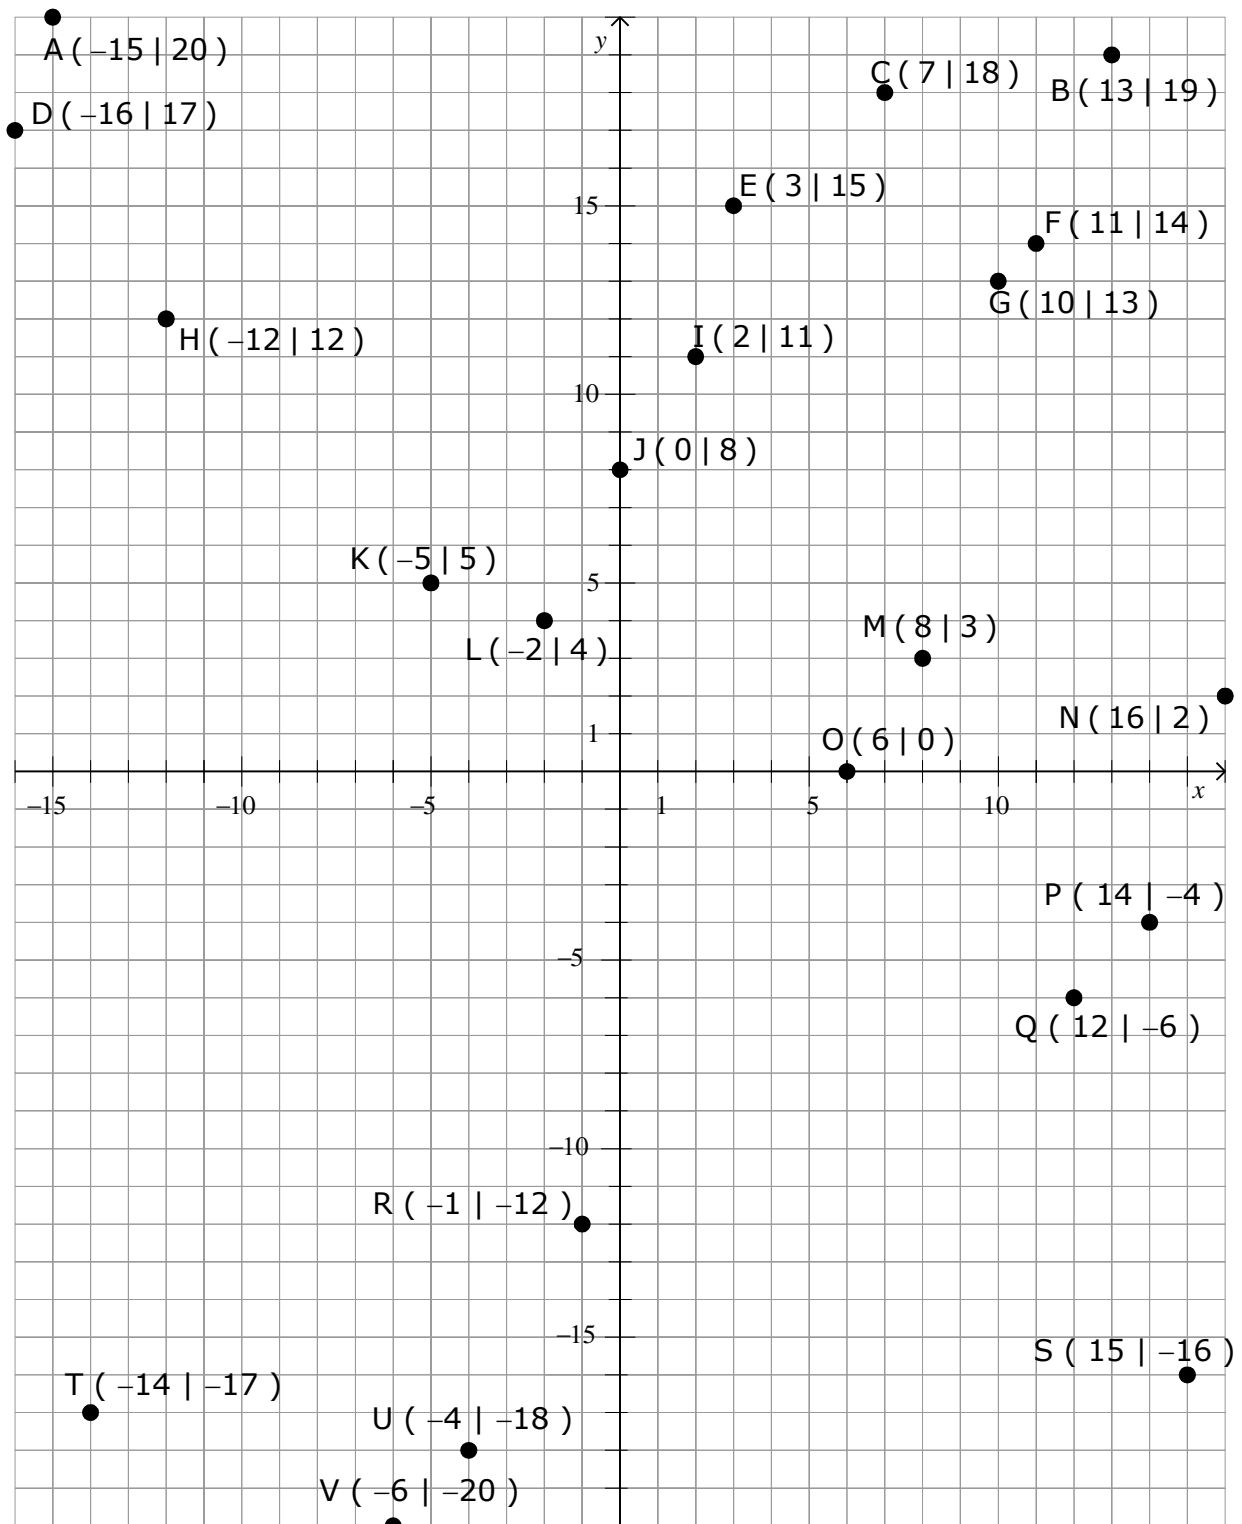 y
A ( −15 | 20 )
C ( 7 | 18 )
B ( 13 | 19 )
D ( −16 | 17 )
E ( 3 | 15 )
15
F ( 11 | 14 )
G ( 10 | 13 )
H ( −12 | 12 )
I ( 2 | 11 )
10
J ( 0 | 8 )
K ( −5 | 5 )
5
M ( 8 | 3 )
L ( −2 | 4 )
N ( 16 | 2 )
1
O ( 6 | 0 )
x
−15 −10 −5 1 5 10
P ( 14 | −4 )
−5
Q ( 12 | −6 )
−10
R ( −1 | −12 )
−15
S ( 15 | −16 )
T ( −14 | −17 )
U ( −4 | −18 )
V ( −6 | −20 )